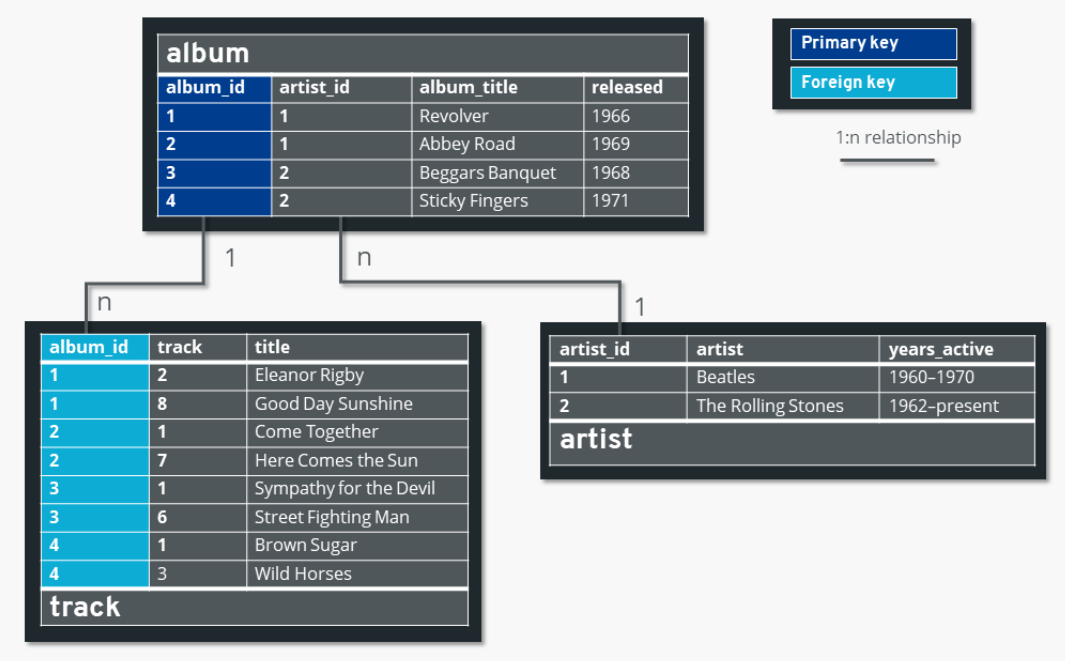 album
album_id artist_id album_title released
1 1 Revolver 1966
2 1 Abbey Road 1969
3 2 Beggars Banquet 1968
4 2 Sticky Fingers 1971
Primary key
Foreign key
1:n relationship
1 n
n 1
album_id track title
1 2 Eleanor Rigby
1 8 Good Day Sunshine
2 1 Come Together
2 7 Here Comes the Sun
3 1 Sympathy for the Devil
3 6 Street Fighting Man
4 1 Brown Sugar
4 3 Wild Horses
track
artist_id artist years_active
1 Beatles 1960–1970
2 The Rolling Stones 1962–present
artist